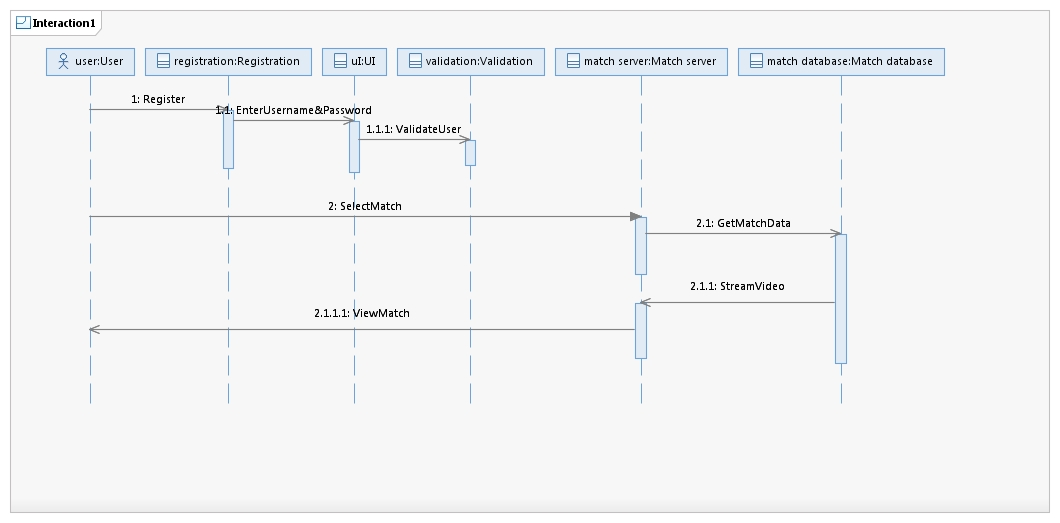 Interaction1
user:User
registration:Registration
uI:UI
validation:Validation
match server:Match server
match database:Match database
1: Register
1.1: EnterUsername&Password
1.1.1: ValidateUser
2: SelectMatch
2.1: GetMatchData
2.1.1: StreamVideo
2.1.1.1: ViewMatch